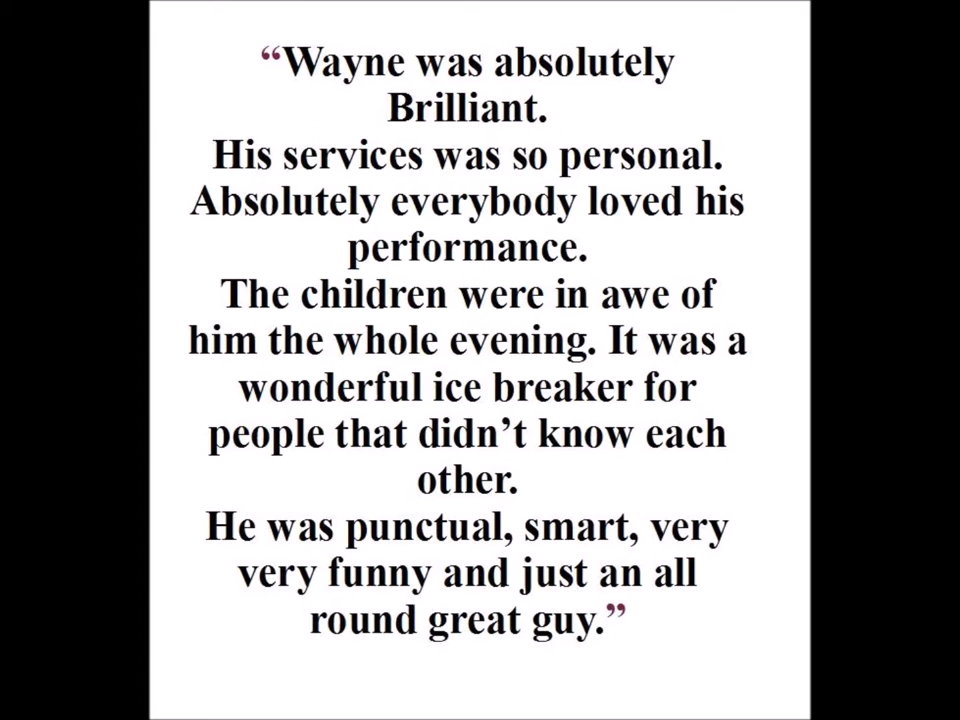 “Wayne was absolutely
Brilliant.
His services was so personal.
Absolutely everybody loved his
performance.
The children were in awe of
him the whole evening. It was a
wonderful ice breaker for
people that didn’t know each
other.
He was punctual, smart, very
very funny and just an all
round great guy.”